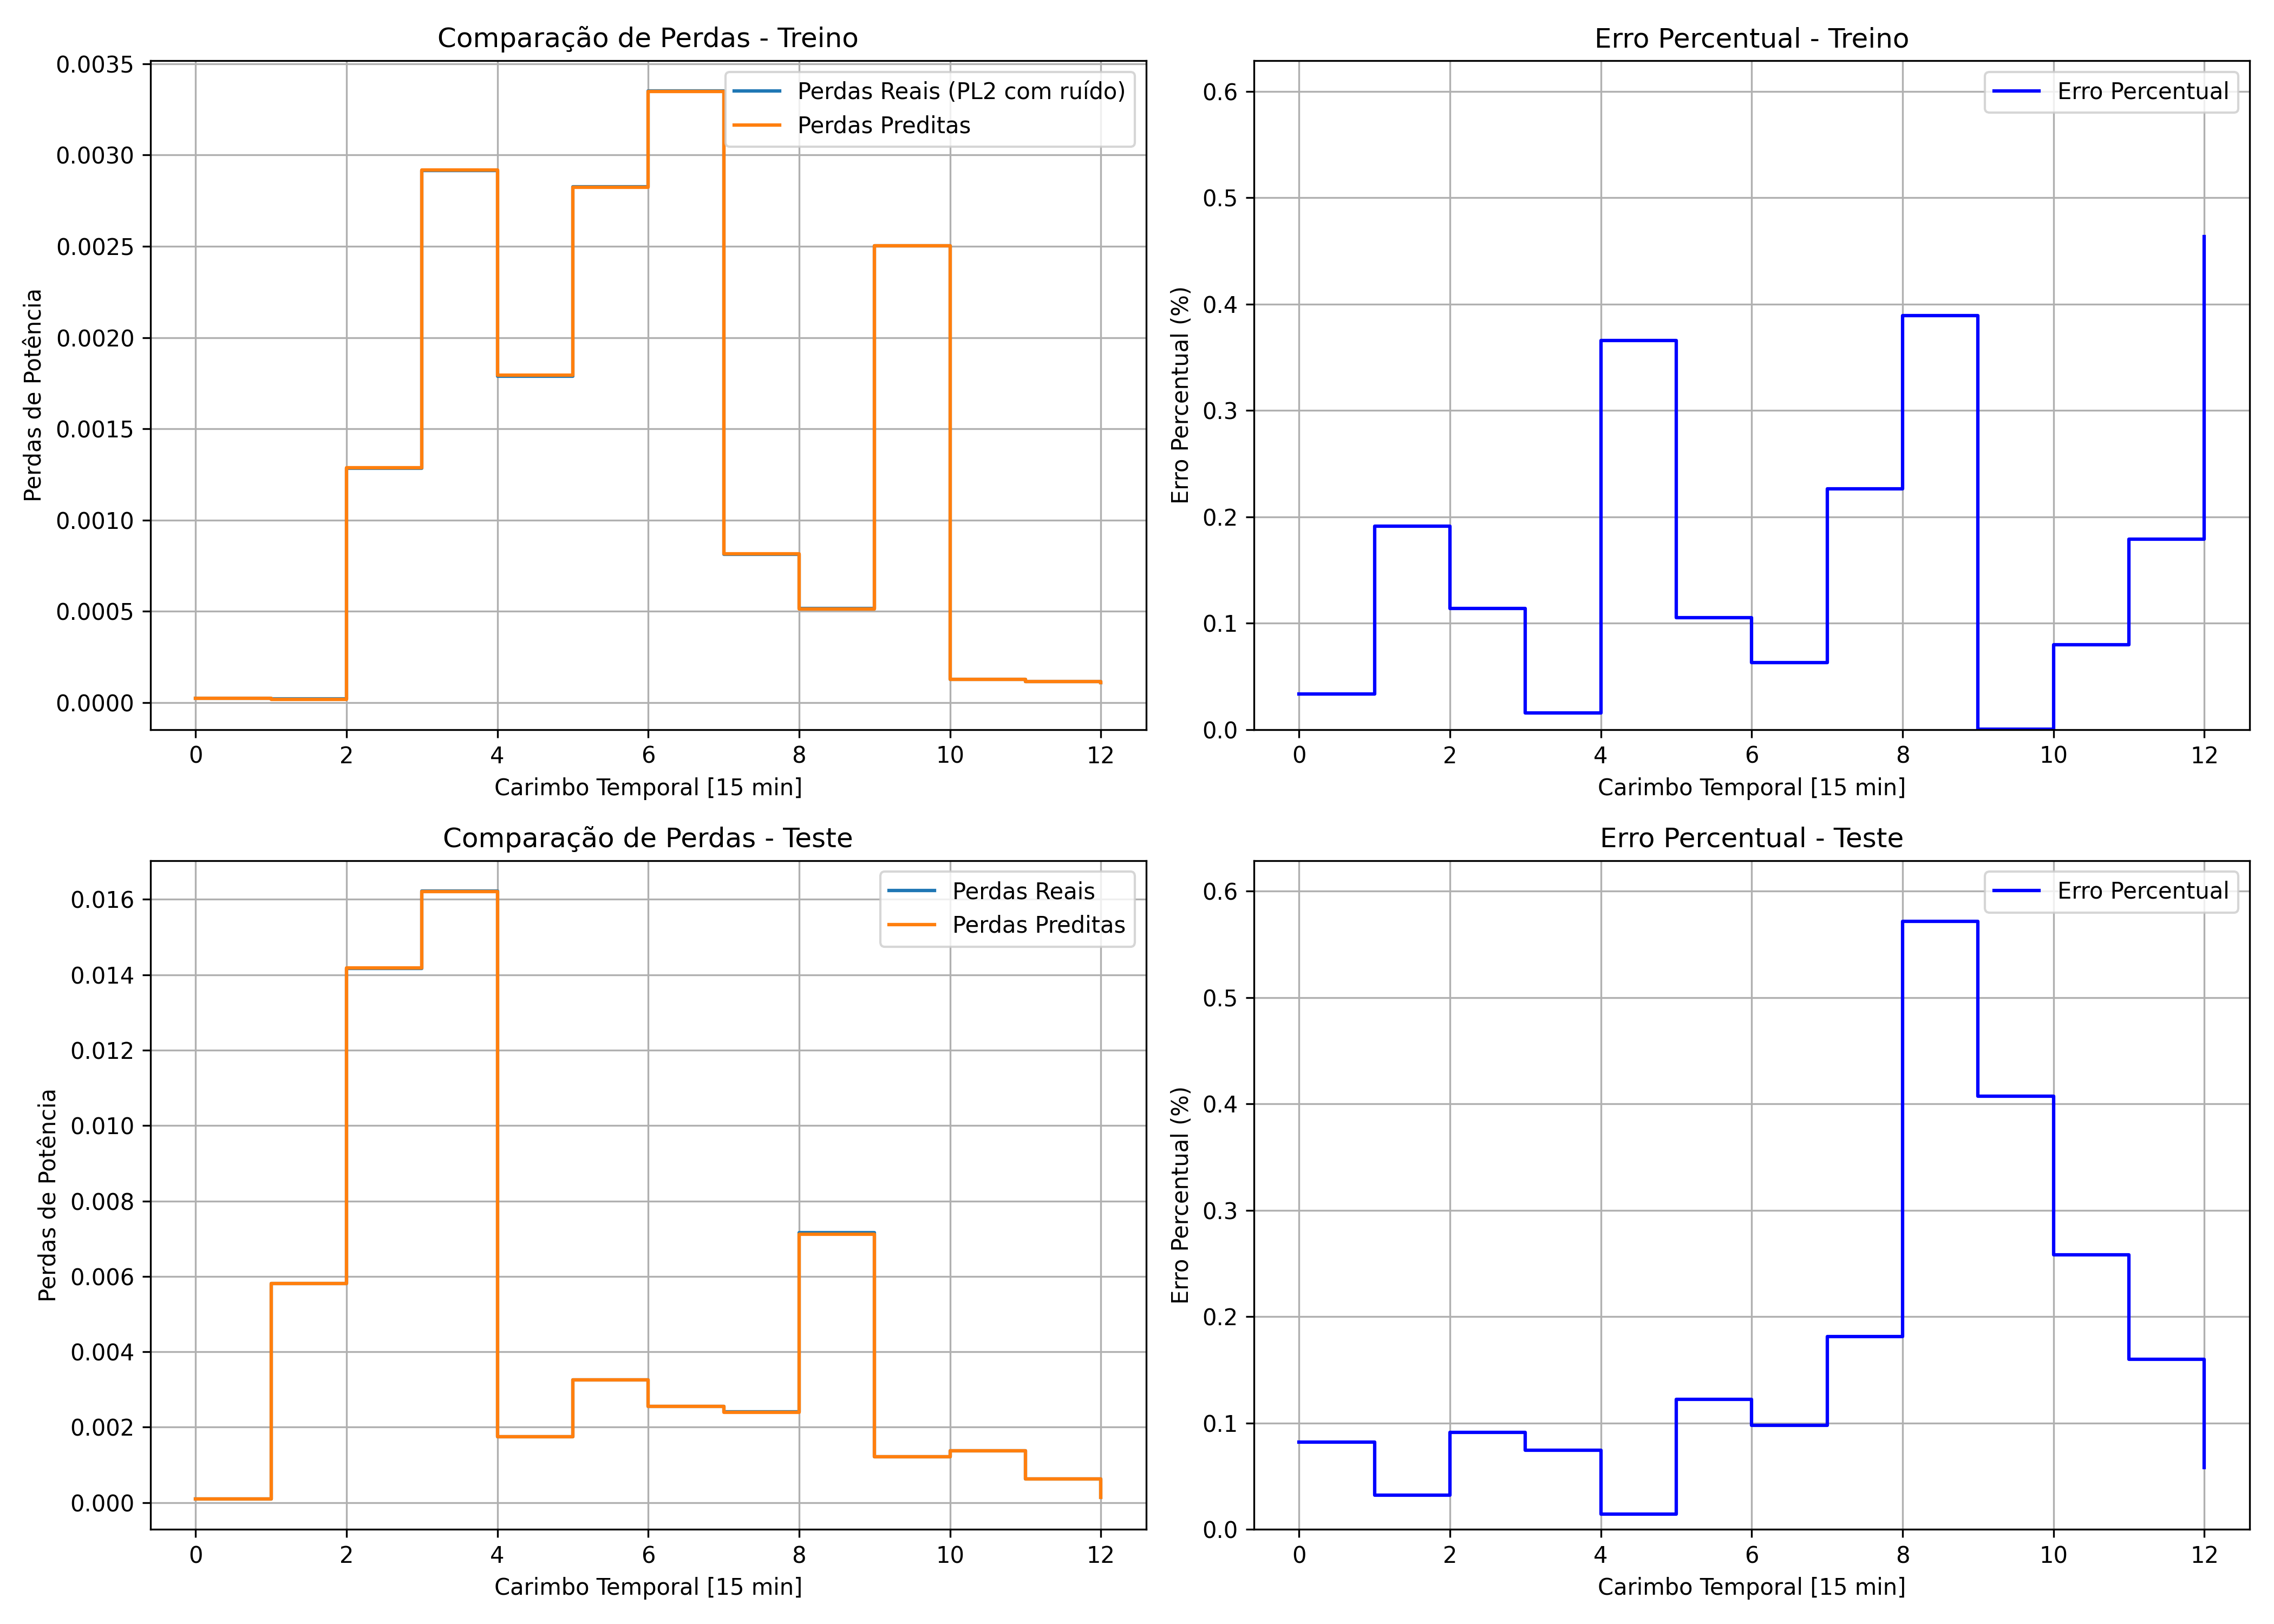 Comparação de Perdas - Treino
Perdas de Potência
0.0035
0.0030
0.0025
0.0020
0.0015
0.0010
0.0005
0.0000
Perdas Reais (PL2 com ruído)
Perdas Preditas
0 2 4 6 8 10 12
Carimbo Temporal [15 min]
Erro Percentual - Treino
Erro Percentual (%)
0.6
0.5
0.4
0.3
0.2
0.1
0.0
Erro Percentual
0 2 4 6 8 10 12
Carimbo Temporal [15 min]
Comparação de Perdas - Teste
Perdas de Potência
0.016
0.014
0.012
0.010
0.008
0.006
0.004
0.002
0.000
Perdas Reais
Perdas Preditas
0 2 4 6 8 10 12
Carimbo Temporal [15 min]
Erro Percentual - Teste
Erro Percentual (%)
0.6
0.5
0.4
0.3
0.2
0.1
0.0
Erro Percentual
0 2 4 6 8 10 12
Carimbo Temporal [15 min]